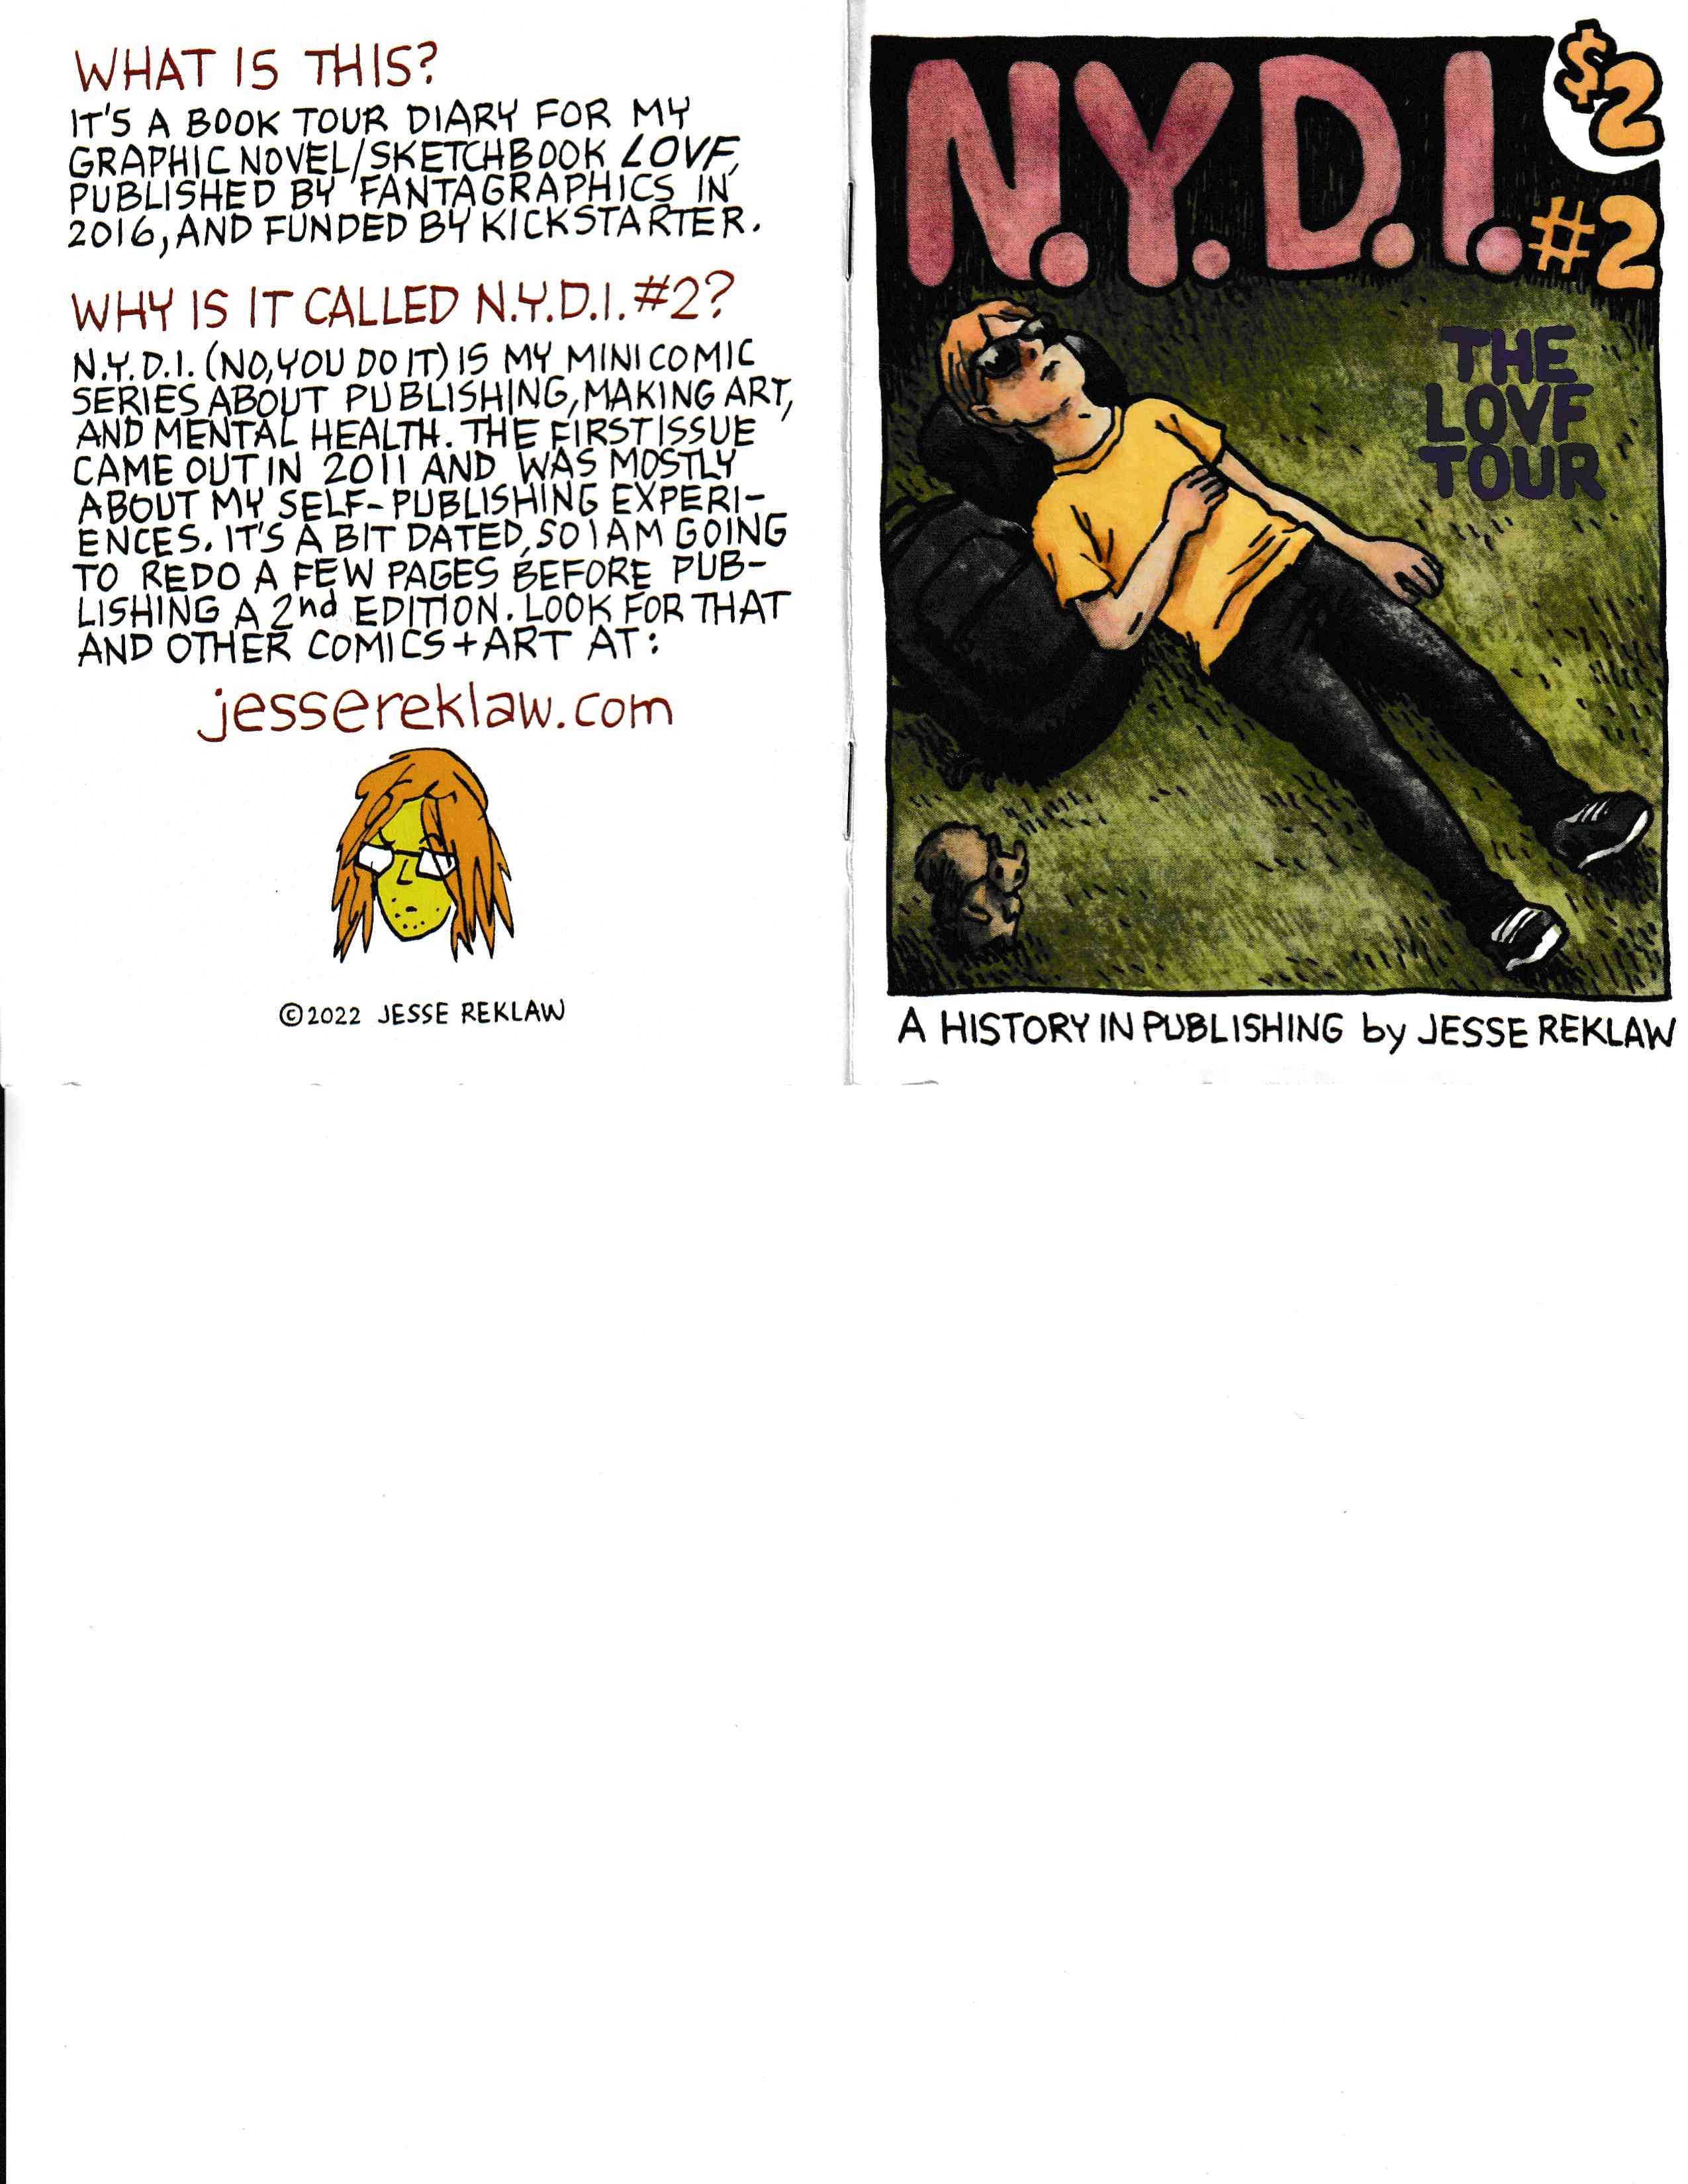 WHAT IS THIS?
IT'S A BOOK TOUR DIARY FOR MY
GRAPHIC NOVEL/SKETCHBOOK LOVF,
PUBLISHED BY FANTAGRAPHICS IN
2016, AND FUNDED BY KICKSTARTER.
WHY IS IT CALLED N.Y.D.I. #2?
N.Y.D.I. (NO, YOU DO IT) IS MY MINICOMIC
SERIES ABOUT PUBLISHING, MAKING ART,
AND MENTAL HEALTH. THE FIRST ISSUE
CAME OUT IN 2011 AND WAS MOSTLY
ABOUT MY SELF-PUBLISHING EXPERI-
ENCES. IT'S A BIT DATED, SO I AM GOING
TO REDO A FEW PAGES BEFORE PUB-
LISHING A 2nd EDITION. LOOK FOR THAT
AND OTHER COMICS + ART AT:
jessereklaw.com
©2022 JESSE REKLAW
$2
N.Y.D.I.
#2
THE
LOVF
TOUR
A HISTORY IN PUBLISHING by JESSE REKLAW